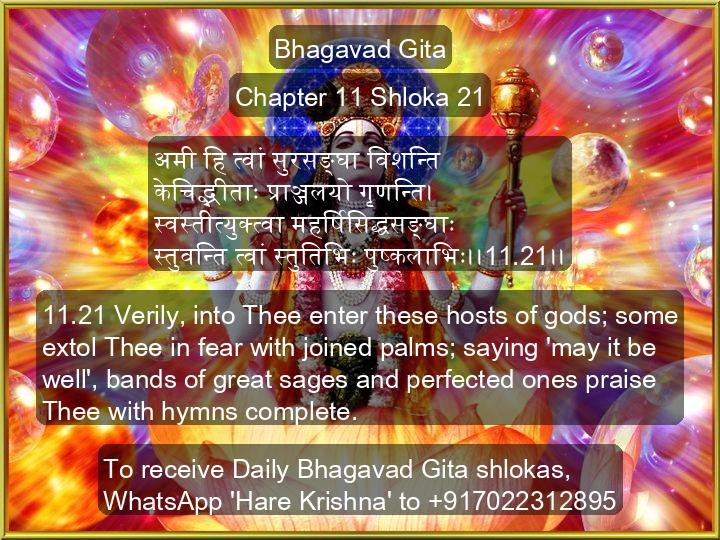 Bhagavad Gita
Chapter 11 Shloka 21
अमी हि त्वां सुरसङ्घा विशन्ति
केचिद्भीताः प्राञ्जलयो गृणन्ति।
स्वस्तीत्युक्त्वा महर्षिसिद्धसङ्घाः
स्तुवन्ति त्वां स्तुतिभिः पुष्कलाभिः।।11.21।।
11.21 Verily, into Thee enter these hosts of gods; some
extol Thee in fear with joined palms; saying 'may it be
well', bands of great sages and perfected ones praise
Thee with hymns complete.
To receive Daily Bhagavad Gita shlokas,
WhatsApp 'Hare Krishna' to +917022312895